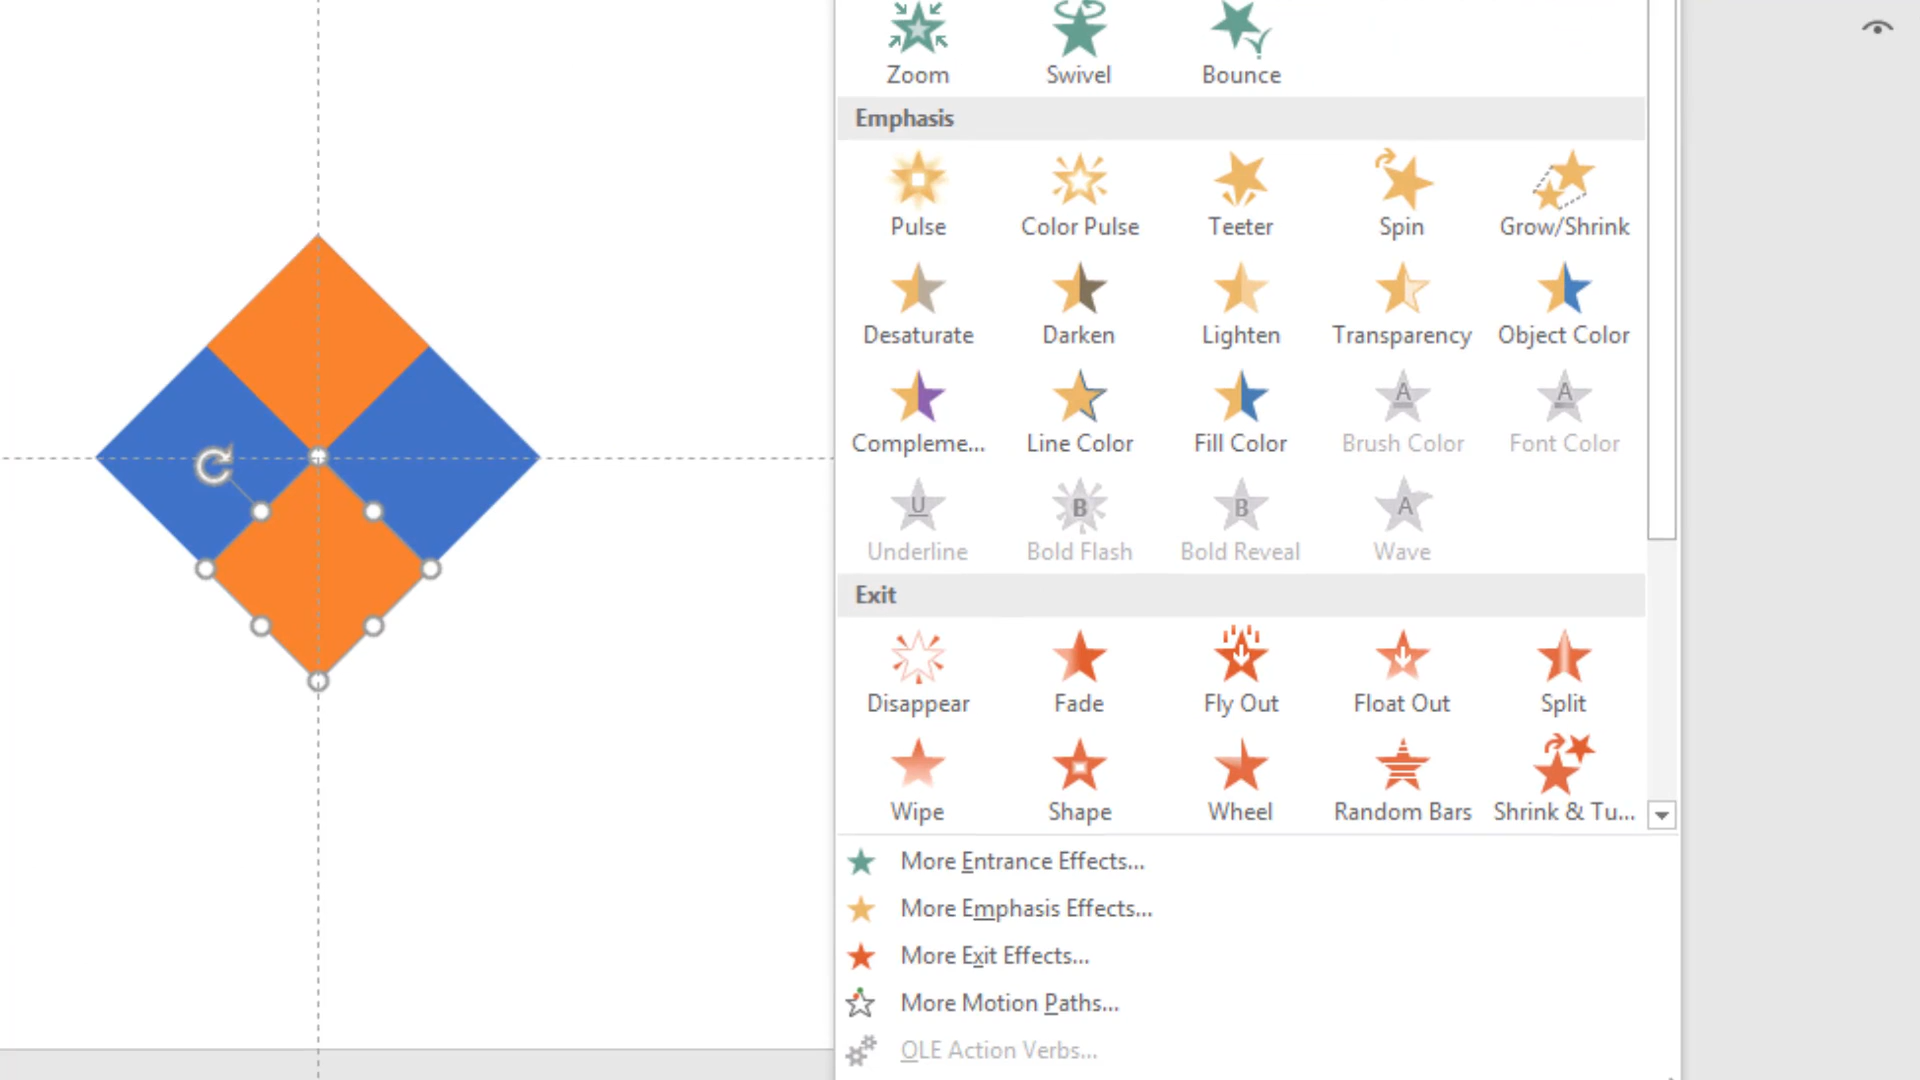 Zoom Swivel Bounce
Emphasis
Pulse Color Pulse Teeter Spin Grow/Shrink
Desaturate Darken Lighten Transparency Object Color
Compleme... Line Color Fill Color Brush Color Font Color
Underline Bold Flash Bold Reveal Wave
Exit
Disappear Fade Fly Out Float Out Split
Wipe Shape Wheel Random Bars Shrink & Tu...
More Entrance Effects...
More Emphasis Effects...
More Exit Effects...
More Motion Paths...
OLE Action Verbs...